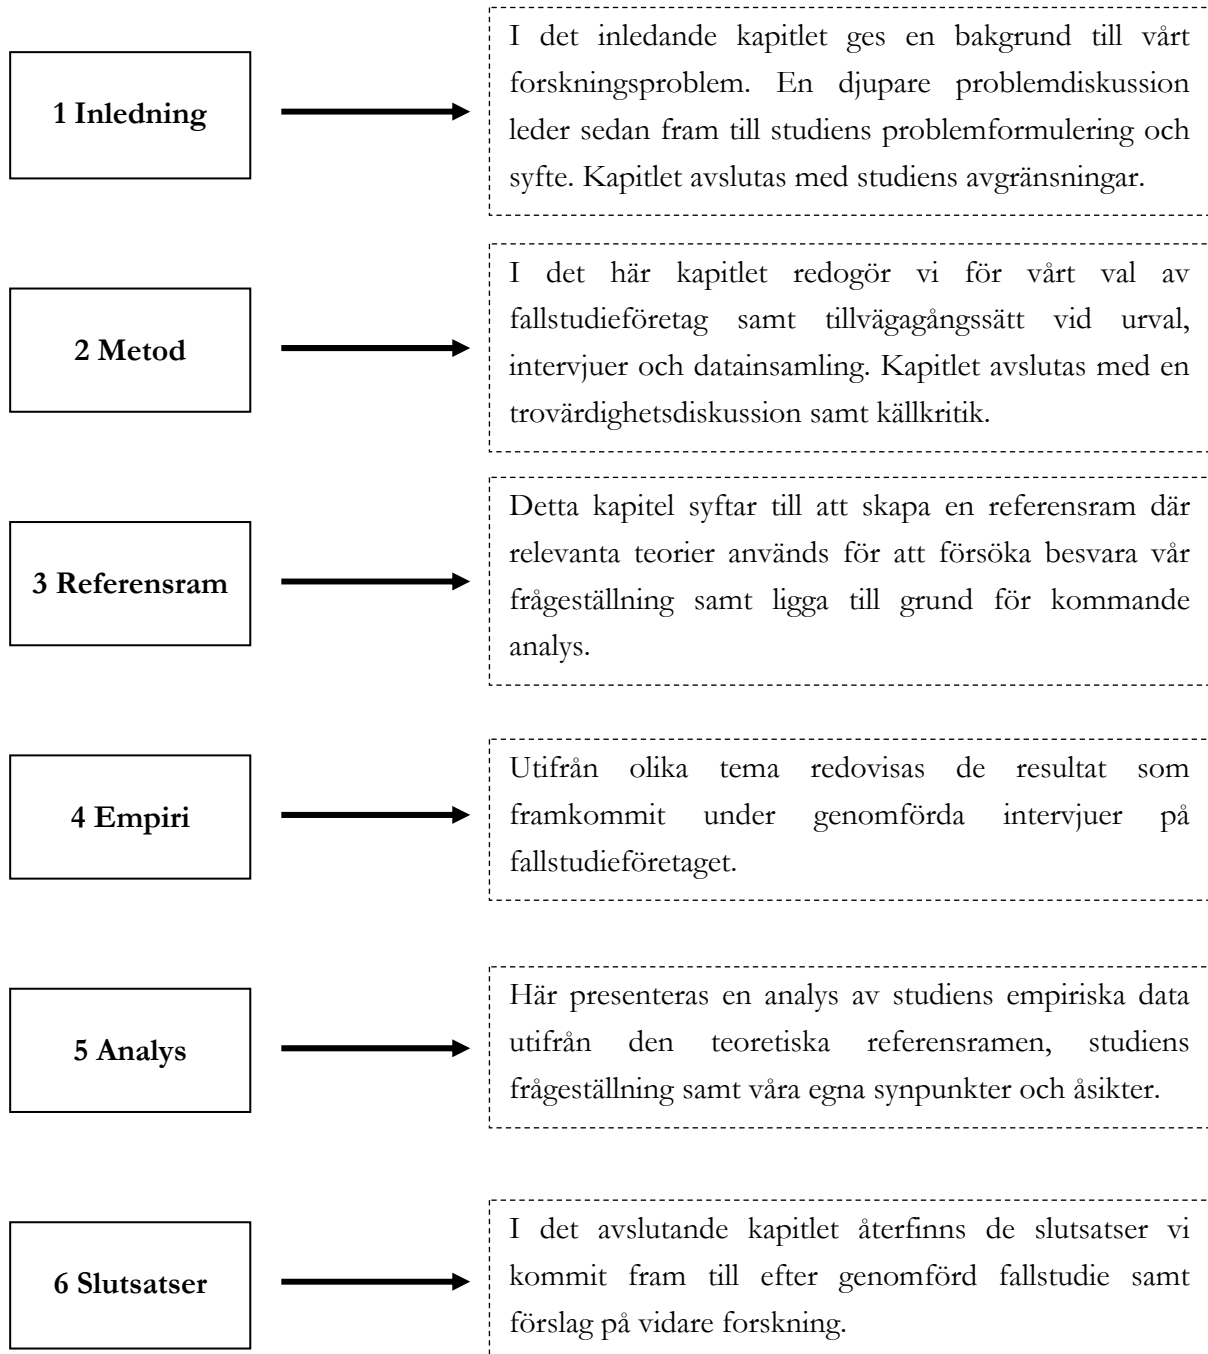 1 Inledning
I det inledande kapitlet ges en bakgrund till vårt
forskningsproblem. En djupare problemdiskussion
leder sedan fram till studiens problemformulering och
syfte. Kapitlet avslutas med studiens avgränsningar.
2 Metod
I det här kapitlet redogör vi för vårt val av
fallstudieföretag samt tillvägagångssätt vid urval,
intervjuer och datainsamling. Kapitlet avslutas med en
trovärdighetsdiskussion samt källkritik.
3 Referensram
Detta kapitel syftar till att skapa en referensram där
relevanta teorier används för att försöka besvara vår
frågeställning samt ligga till grund för kommande
analys.
4 Empiri
Utifrån olika tema redovisas de resultat som
framkommit under genomförda intervjuer på
fallstudieföretaget.
5 Analys
Här presenteras en analys av studiens empiriska data
utifrån den teoretiska referensramen, studiens
frågeställning samt våra egna synpunkter och åsikter.
6 Slutsatser
I det avslutande kapitlet återfinns de slutsatser vi
kommit fram till efter genomförd fallstudie samt
förslag på vidare forskning.